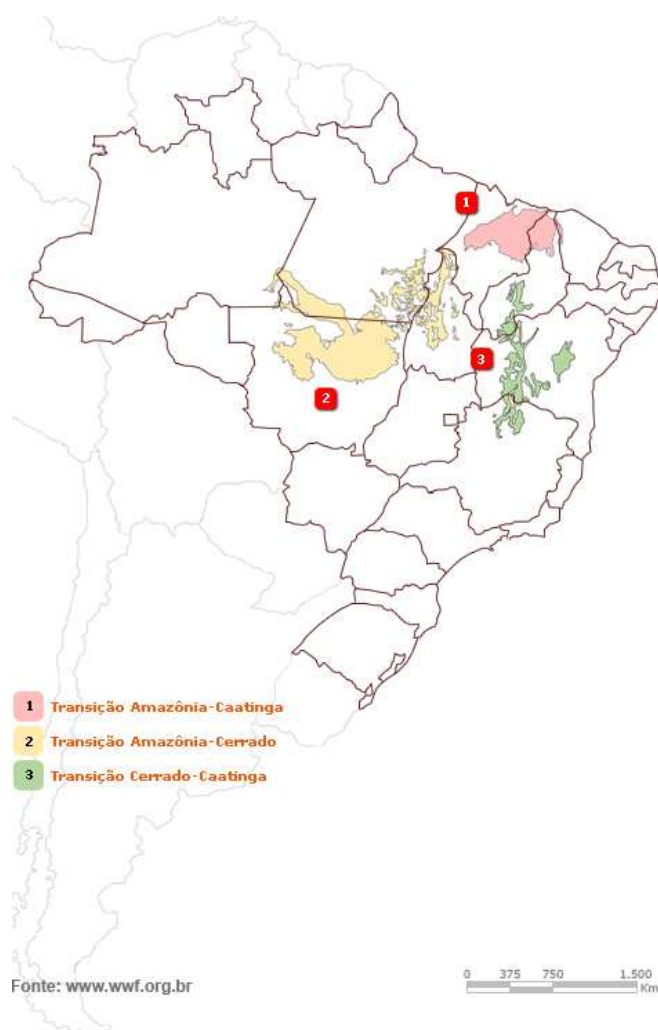 1
2
3
1 Transição Amazônia-Caatinga
2 Transição Amazônia-Cerrado
3 Transição Cerrado-Caatinga
Fonte: www.wwf.org.br
0 375 750 1.500
Km